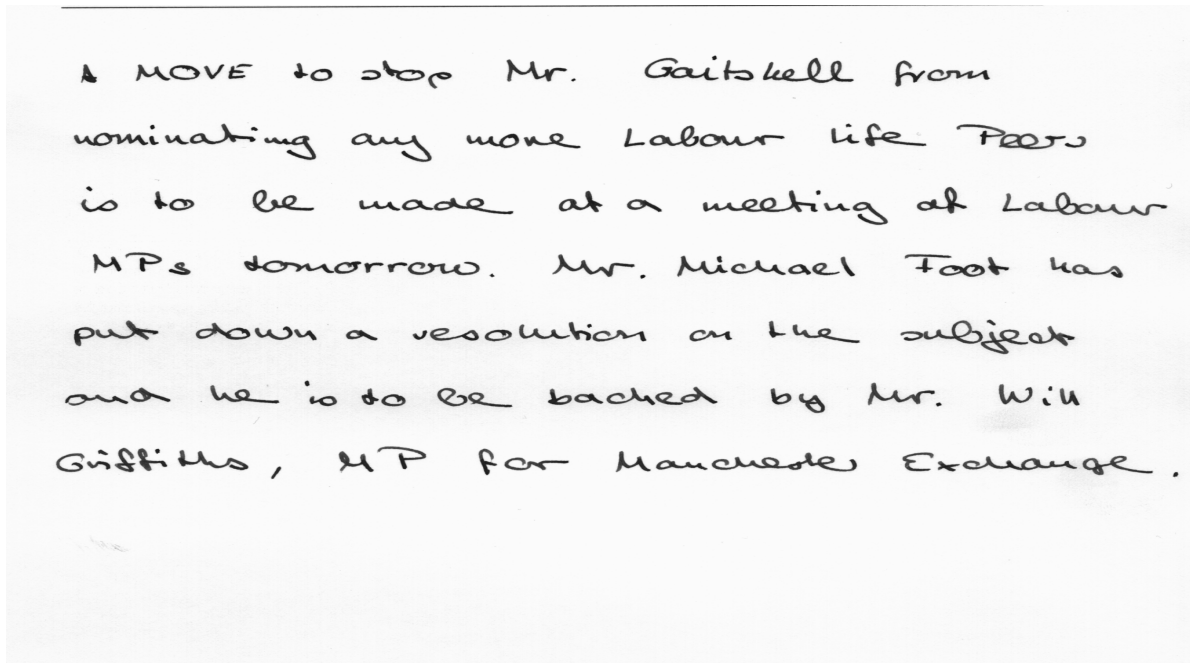 A MOVE to stop Mr. Gaitskell from
nominating any more Labour life Peers
is to be made at a meeting of Labour
MPs tomorrow. Mr. Michael Foot has
put down a resolution on the subject
and he is to be backed by Mr. Will
Griffiths, MP for Manchester Exchange.